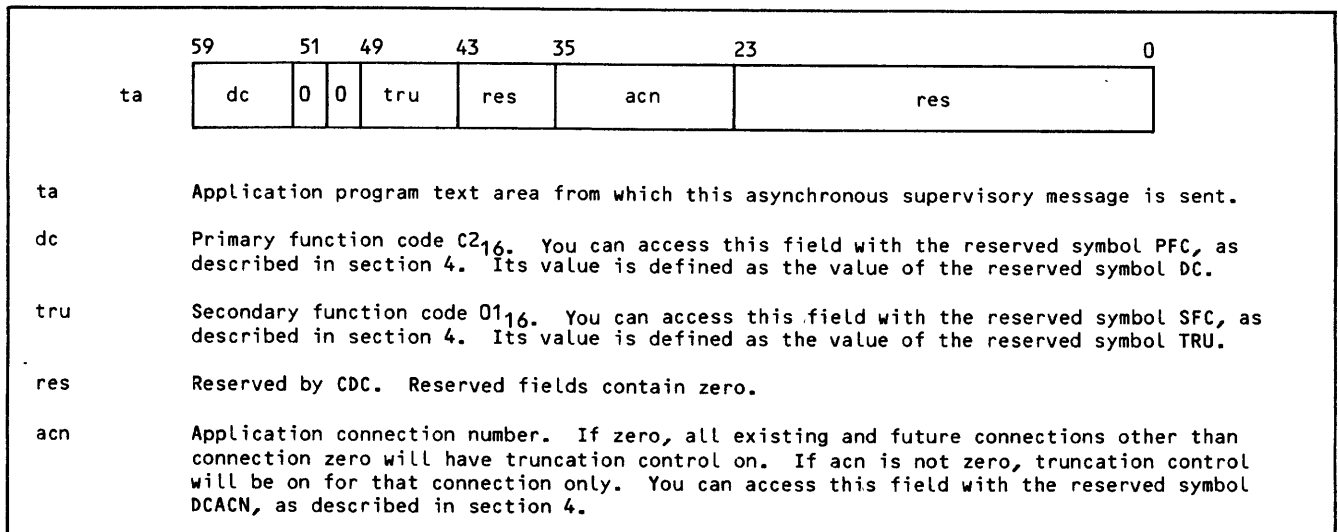 59 51 49 43 35 23 0
ta dc 0 0 tru res acn res
ta Application program text area from which this asynchronous supervisory message is sent.
dc Primary function code C2₁₆. You can access this field with the reserved symbol PFC, as
described in section 4. Its value is defined as the value of the reserved symbol DC.
tru Secondary function code 01₁₆. You can access this field with the reserved symbol SFC, as
described in section 4. Its value is defined as the value of the reserved symbol TRU.
res Reserved by CDC. Reserved fields contain zero.
acn Application connection number. If zero, all existing and future connections other than
connection zero will have truncation control on. If acn is not zero, truncation control
will be on for that connection only. You can access this field with the reserved symbol
DCACN, as described in section 4.